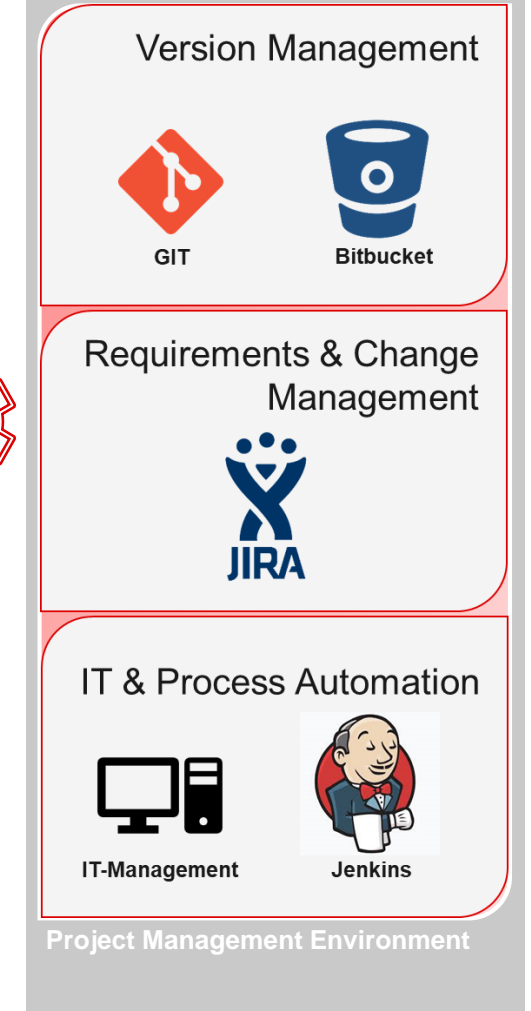 Version Management
GIT
Bitbucket
Requirements & Change
Management
JIRA
IT & Process Automation
IT-Management
Jenkins
Project Management Environment